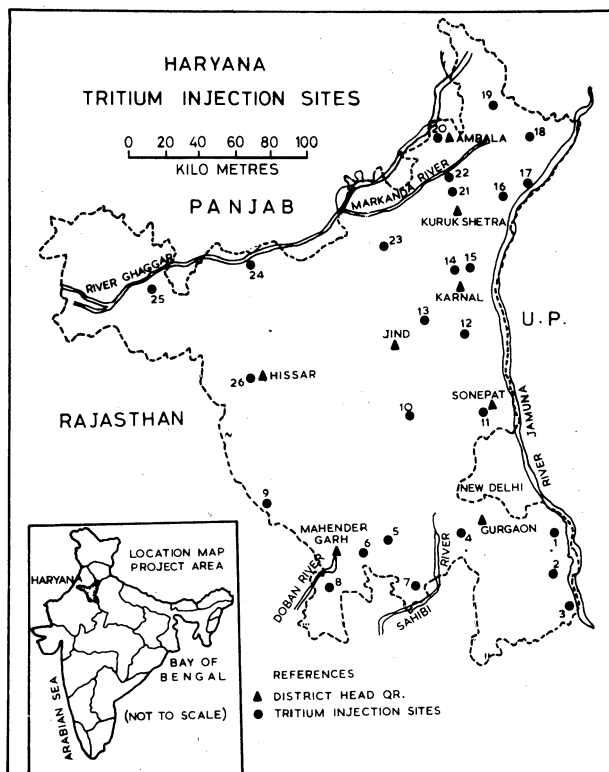 HARYANA
TRITIUM INJECTION SITES
0 20 40 60 80 100
KILO METRES
19
20
AMBALA
18
PANJAB
MARKANDA RIVER
22
21
16
17
KURUK SHETRA
23
RIVER GHAGGAR
24
25
14
15
KARNAL
U.P.
13
12
JIND
26
HISSAR
RAJASTHAN
SONEPAT
10
11
RIVER JAMUNA
NEW DELHI
9
MAHENDER
GARH
5
6
4
GURGAON
1
2
3
DOBAN RIVER
8
7
SAHIBI
RIVER
LOCATION MAP
PROJECT AREA
HARYANA
BAY OF
BENGAL
ARABIAN SEA
(NOT TO SCALE)
REFERENCES
DISTRICT HEAD QR.
TRITIUM INJECTION SITES